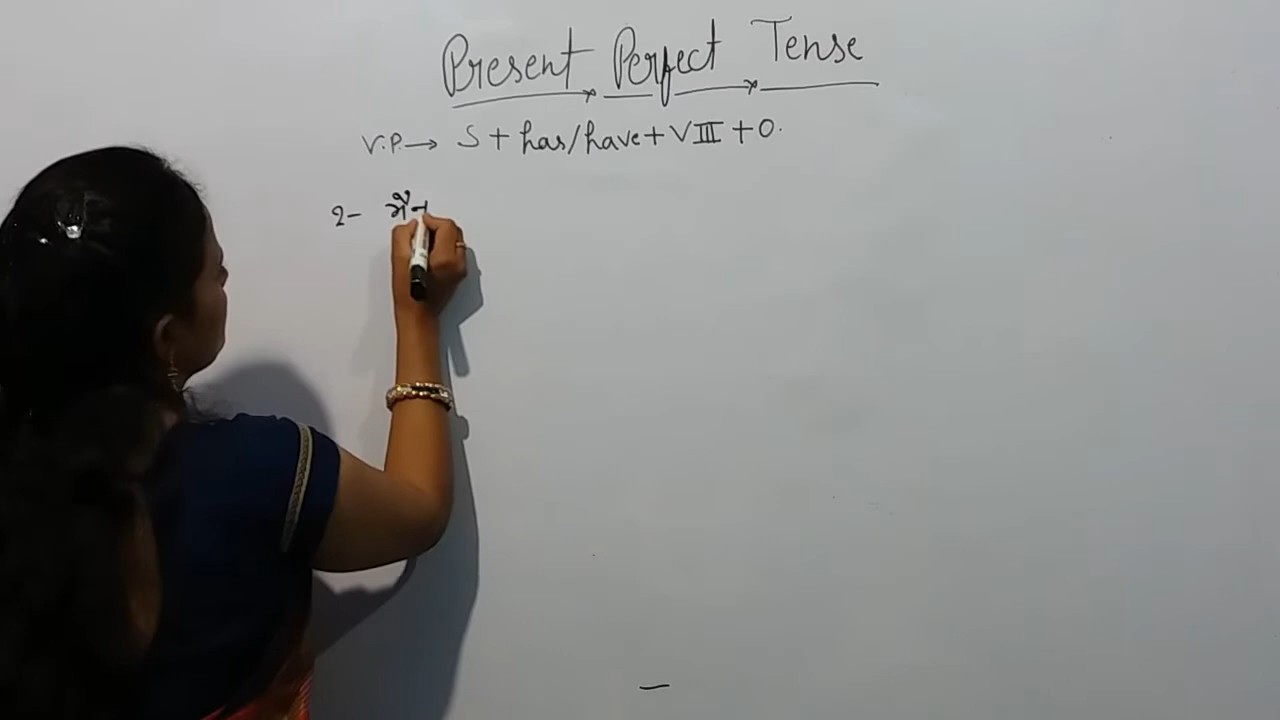 Present Perfect Tense
V.P.→ S + has/have + VIII + O.
2- मैं